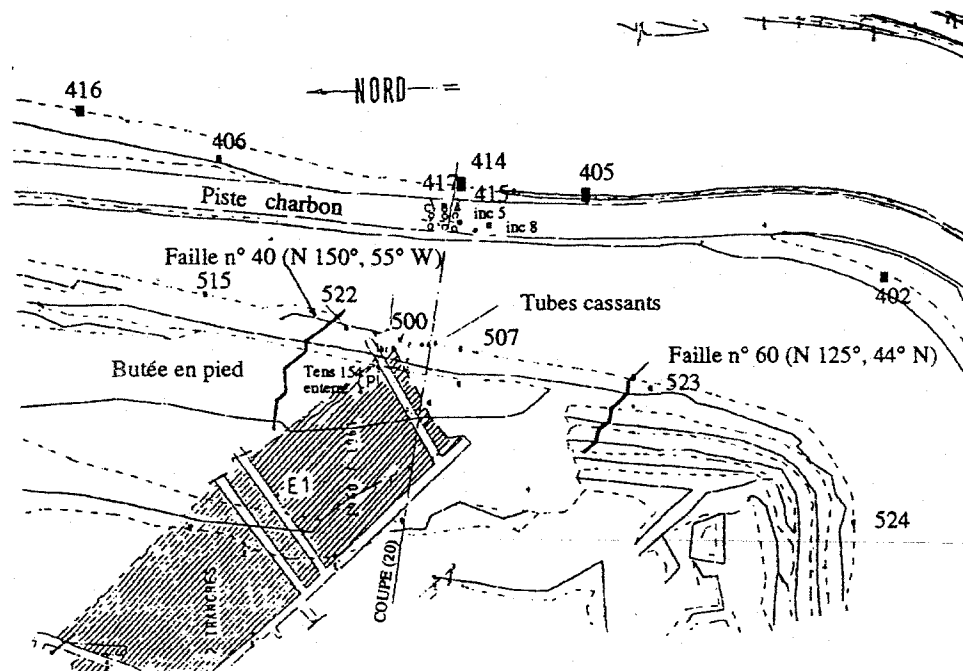 NORD
416
406
414
417
415
405
Piste charbon
inc 5
inc 8
Faille n° 40 (N 150°, 55° W)
515
522
402
500
Tubes cassants
507
Butée en pied
Tens 154
enterré
P1
Faille n° 60 (N 125°, 44° N)
523
E1
524
COUPE (20)
2 TRANCHES